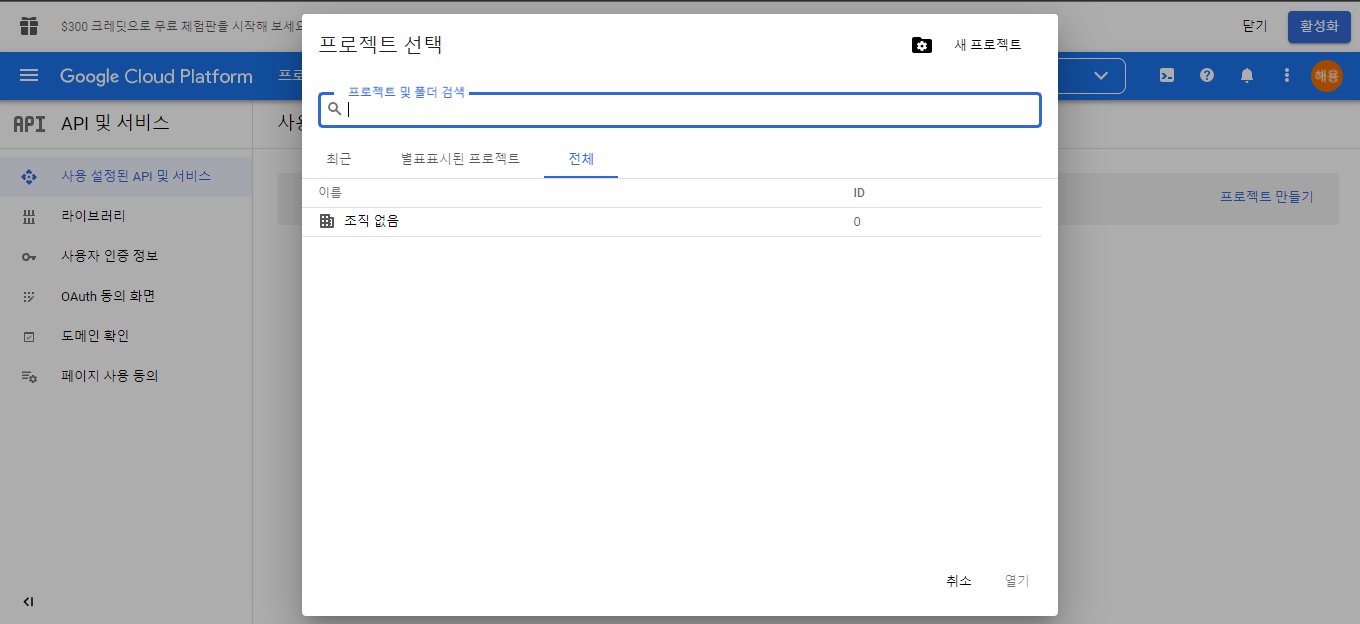 $300 크레딧으로 무료 체험판을 시작해 보세요
닫기
활성화
Google Cloud Platform
프로
해용
API
API 및 서비스
사용
사용 설정된 API 및 서비스
라이브러리
사용자 인증 정보
OAuth 동의 화면
도메인 확인
페이지 사용 동의
프로젝트 만들기
프로젝트 선택
새 프로젝트
프로젝트 및 폴더 검색
최근
별표표시된 프로젝트
전체
이름
ID
조직 없음
0
취소
열기